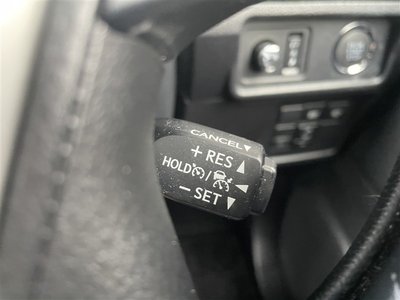 CANCEL▼
+ RES ▲
HOLD / ◀
− SET ▼